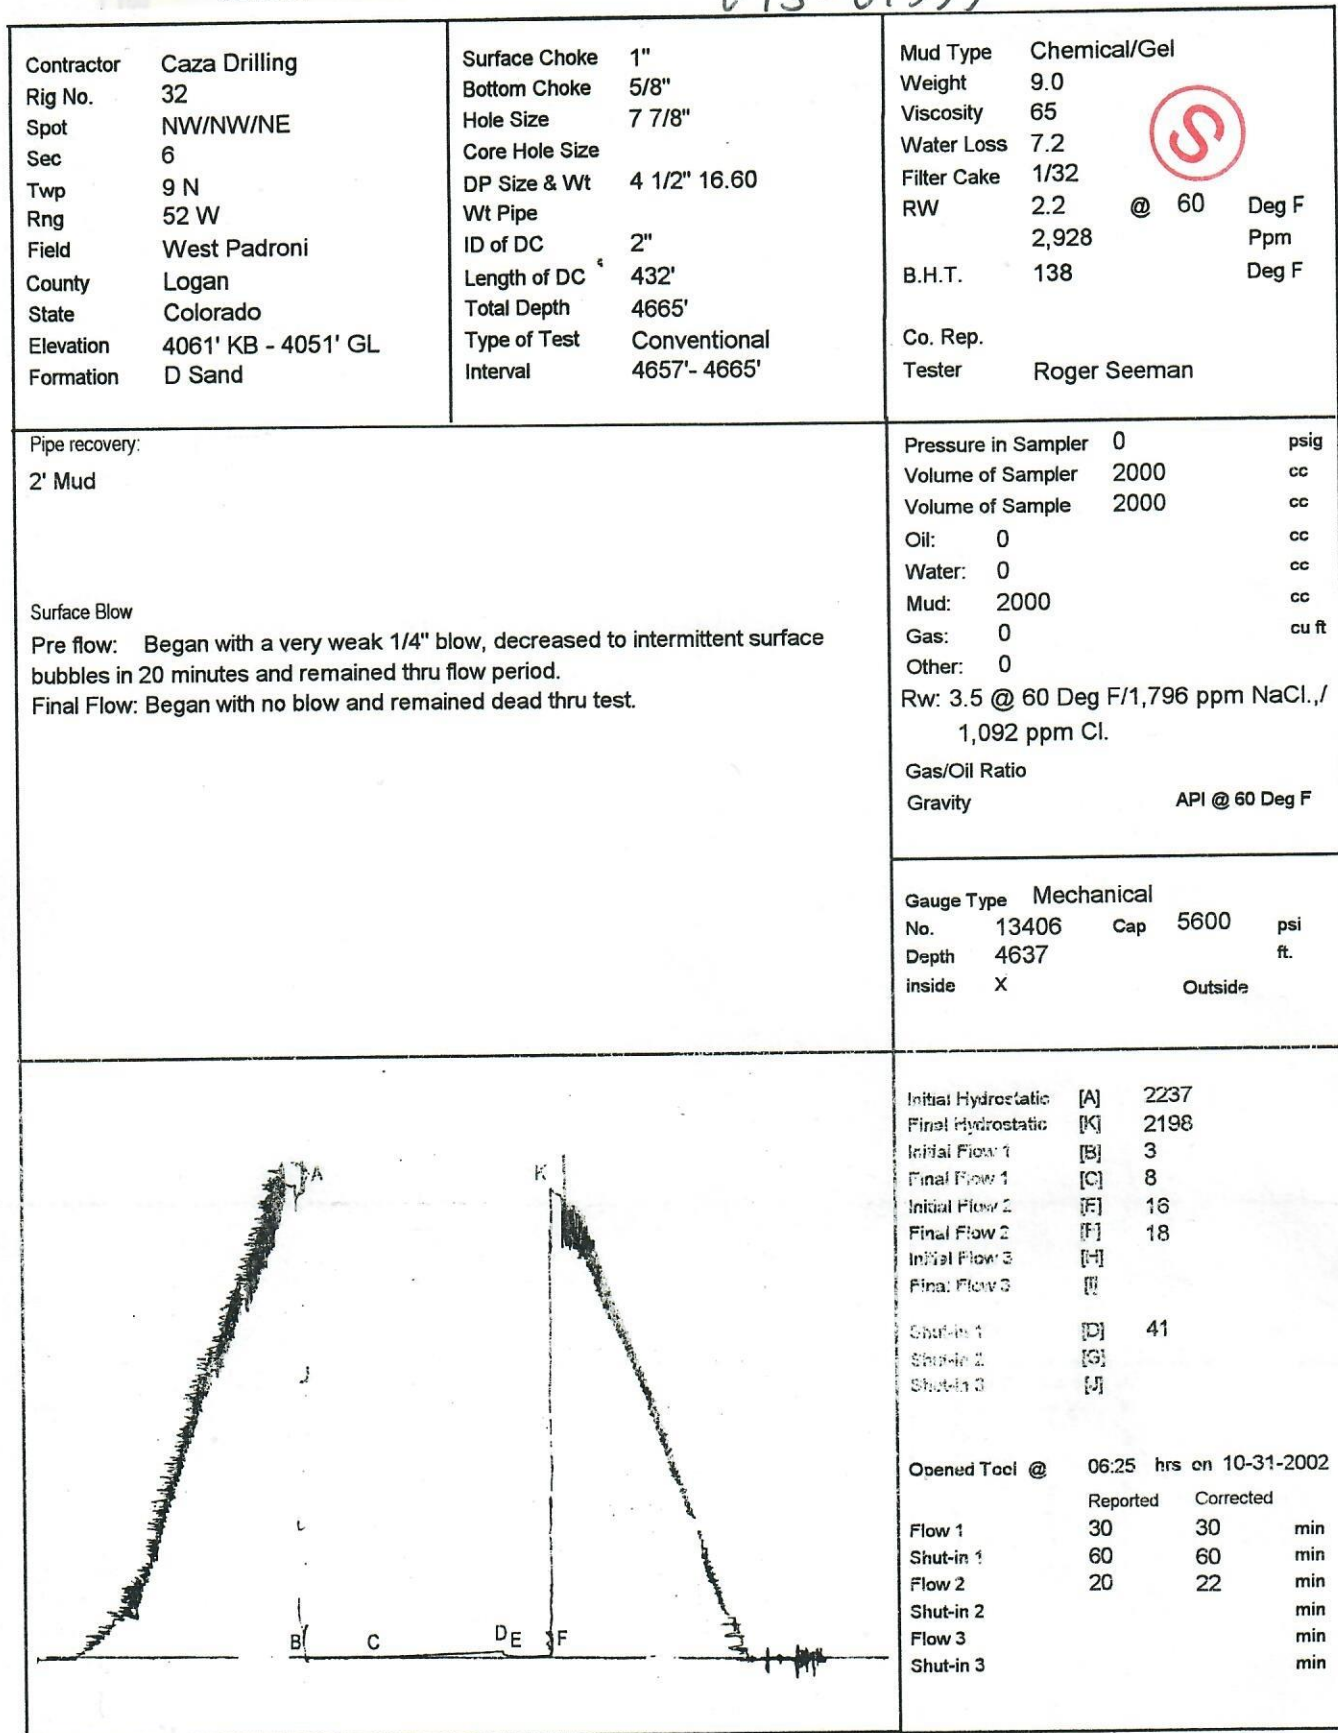 Contractor Caza Drilling
Rig No. 32
Spot NW/NW/NE
Sec 6
Twp 9 N
Rng 52 W
Field West Padroni
County Logan
State Colorado
Elevation 4061' KB - 4051' GL
Formation D Sand
Surface Choke 1"
Bottom Choke 5/8"
Hole Size 7 7/8"
Core Hole Size
DP Size & Wt 4 1/2" 16.60
Wt Pipe
ID of DC 2"
Length of DC 432'
Total Depth 4665'
Type of Test Conventional
Interval 4657'- 4665'
Mud Type Chemical/Gel
Weight 9.0
Viscosity 65
Water Loss 7.2
Filter Cake 1/32
RW 2.2 @ 60 Deg F
2,928 Ppm
B.H.T. 138 Deg F
Co. Rep.
Tester Roger Seeman
S
Pipe recovery:
2' Mud
Surface Blow
Pre flow: Began with a very weak 1/4" blow, decreased to intermittent surface
bubbles in 20 minutes and remained thru flow period.
Final Flow: Began with no blow and remained dead thru test.
Pressure in Sampler 0 psig
Volume of Sampler 2000 cc
Volume of Sample 2000 cc
Oil: 0 cc
Water: 0 cc
Mud: 2000 cc
Gas: 0 cu ft
Other: 0
Rw: 3.5 @ 60 Deg F/1,796 ppm NaCl.,/
1,092 ppm Cl.
Gas/Oil Ratio
Gravity API @ 60 Deg F
Gauge Type Mechanical
No. 13406 Cap 5600 psi
Depth 4637 ft.
inside X Outside
A
K
B
C
D
E
F
Initial Hydrostatic [A] 2237
Final Hydrostatic [K] 2198
Initial Flow 1 [B] 3
Final Flow 1 [C] 8
Initial Flow 2 [E] 16
Final Flow 2 [F] 18
Initial Flow 3 [H]
Final Flow 3 [I]
Shut-in 1 [D] 41
Shut-in 2 [G]
Shut-in 3 [J]
Opened Tool @ 06:25 hrs on 10-31-2002
Reported Corrected
Flow 1 30 30 min
Shut-in 1 60 60 min
Flow 2 20 22 min
Shut-in 2 min
Flow 3 min
Shut-in 3 min